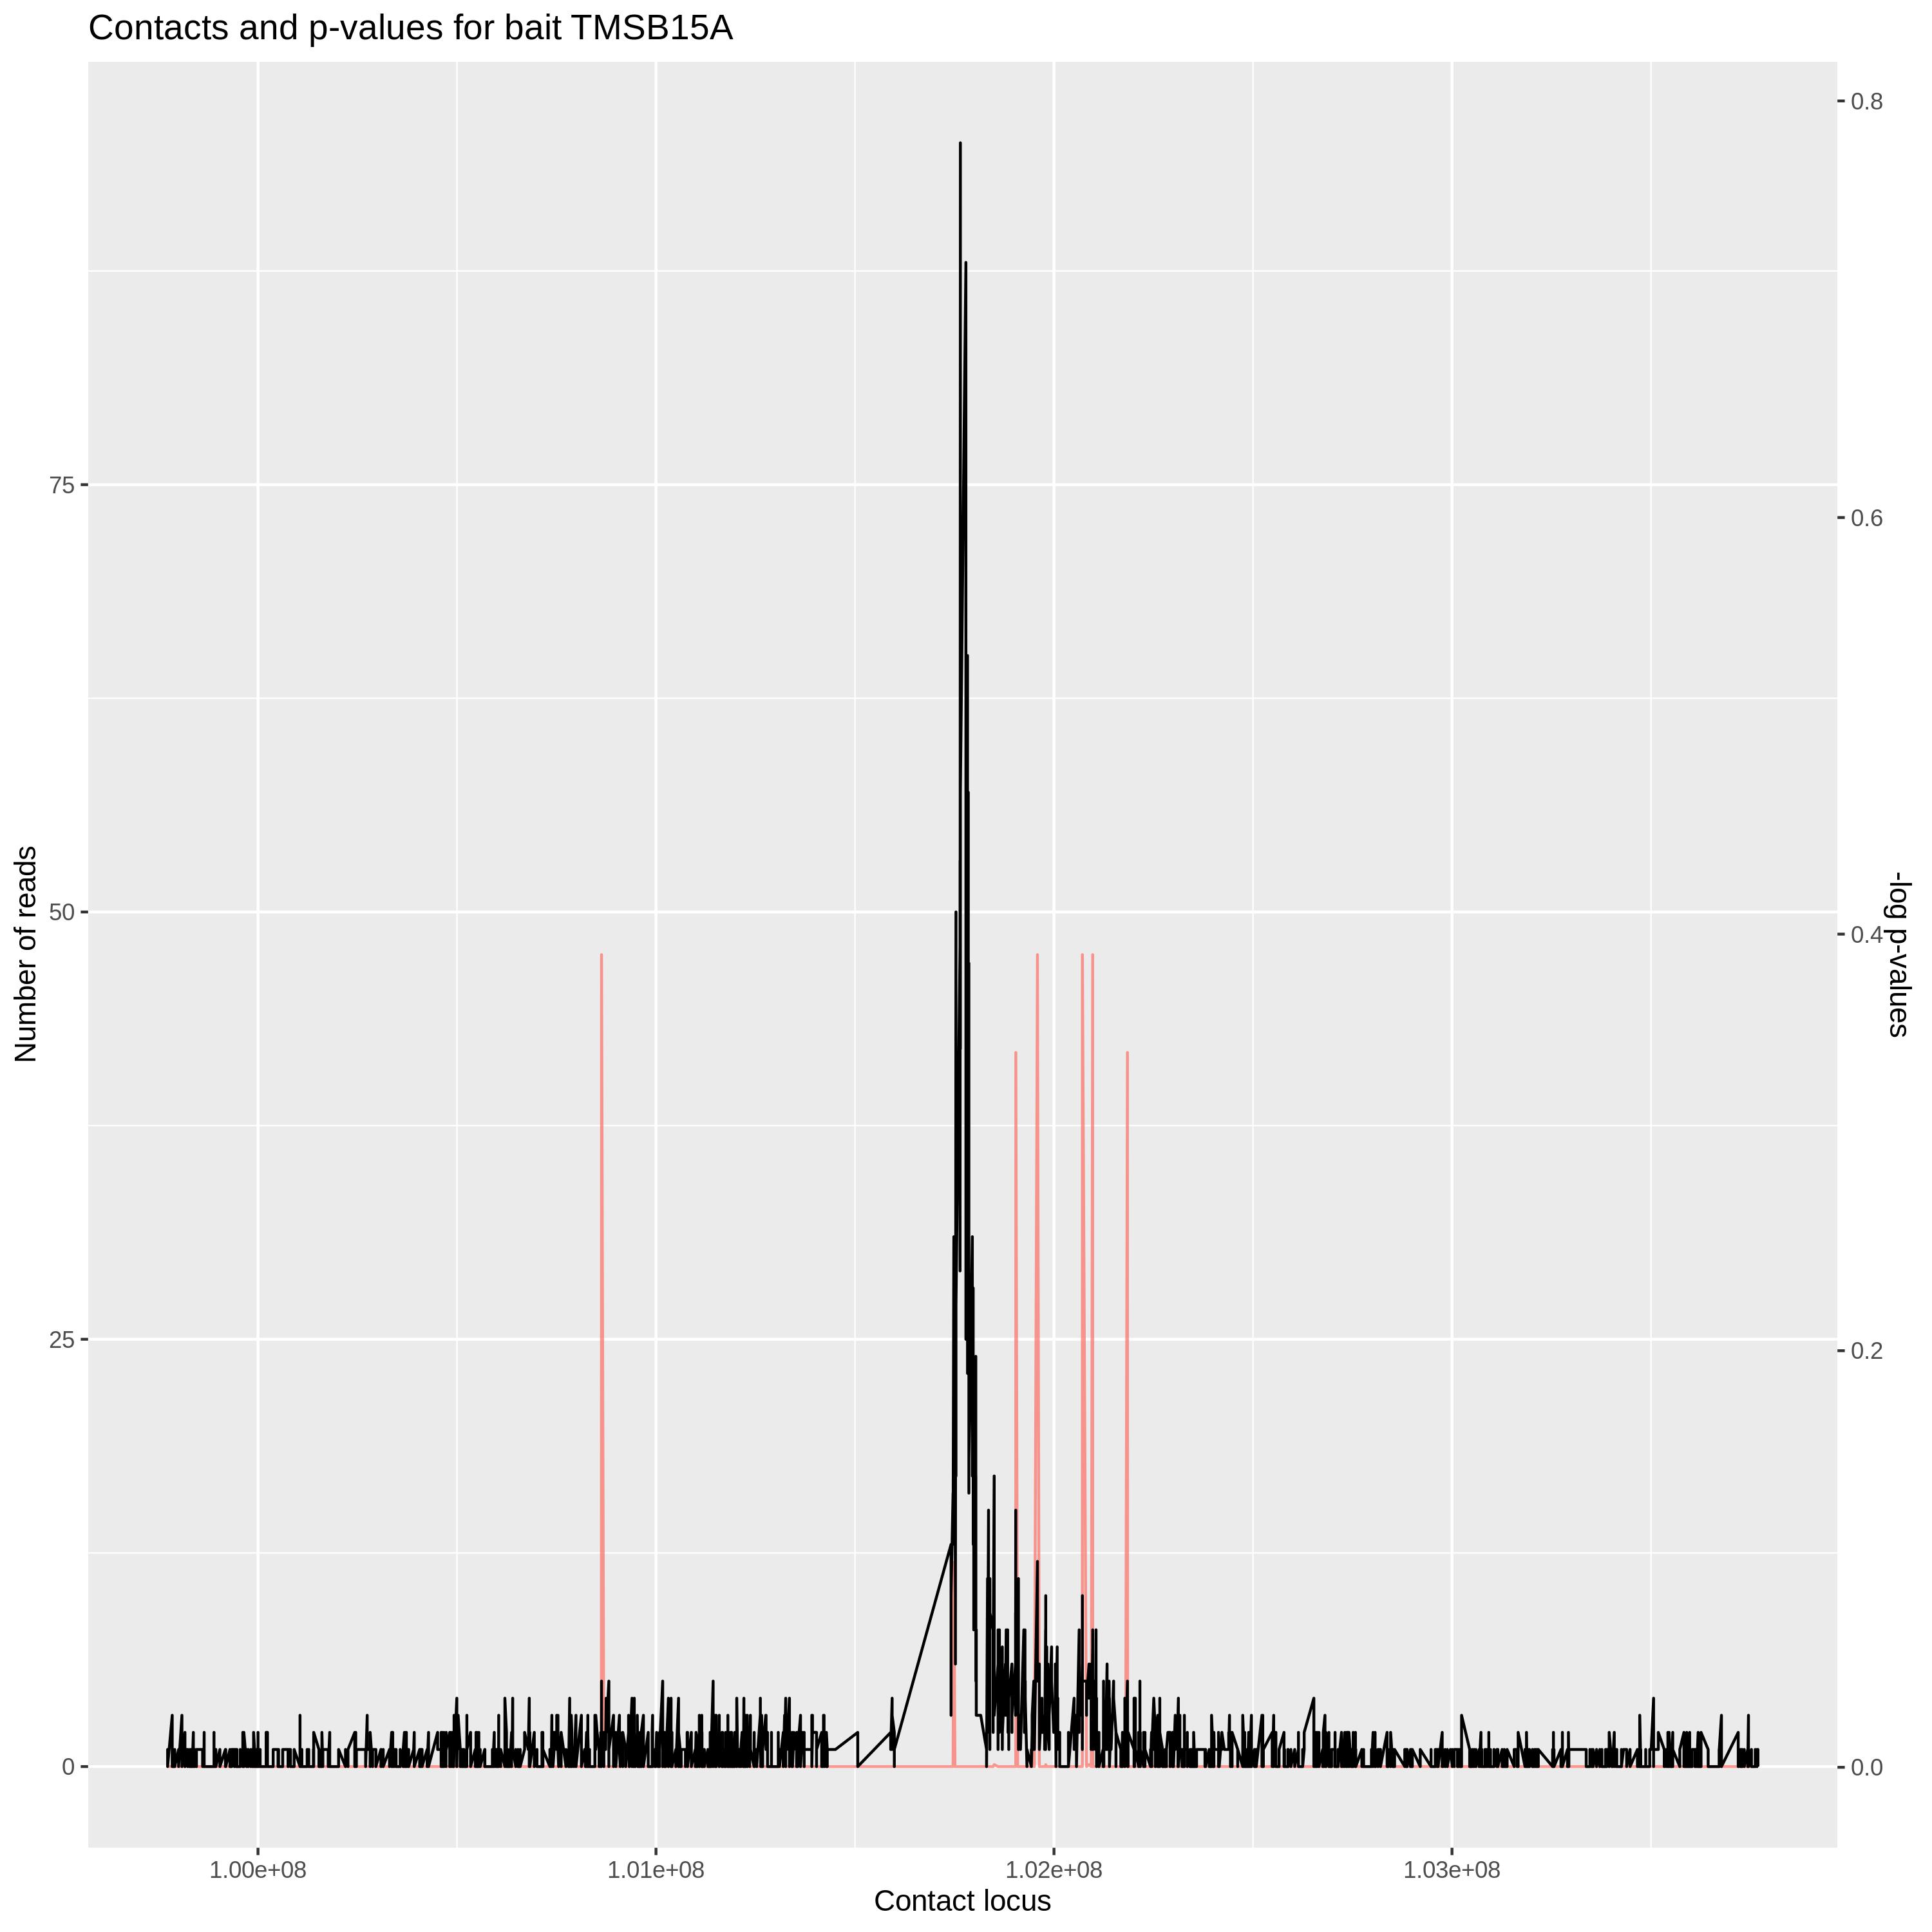 Contacts and p-values for bait TMSB15A
0.8
75
0.6
Number of reads
50
0.4
-log p-values
25
0.2
0
0.0
1.00e+08
1.01e+08
1.02e+08
1.03e+08
Contact locus